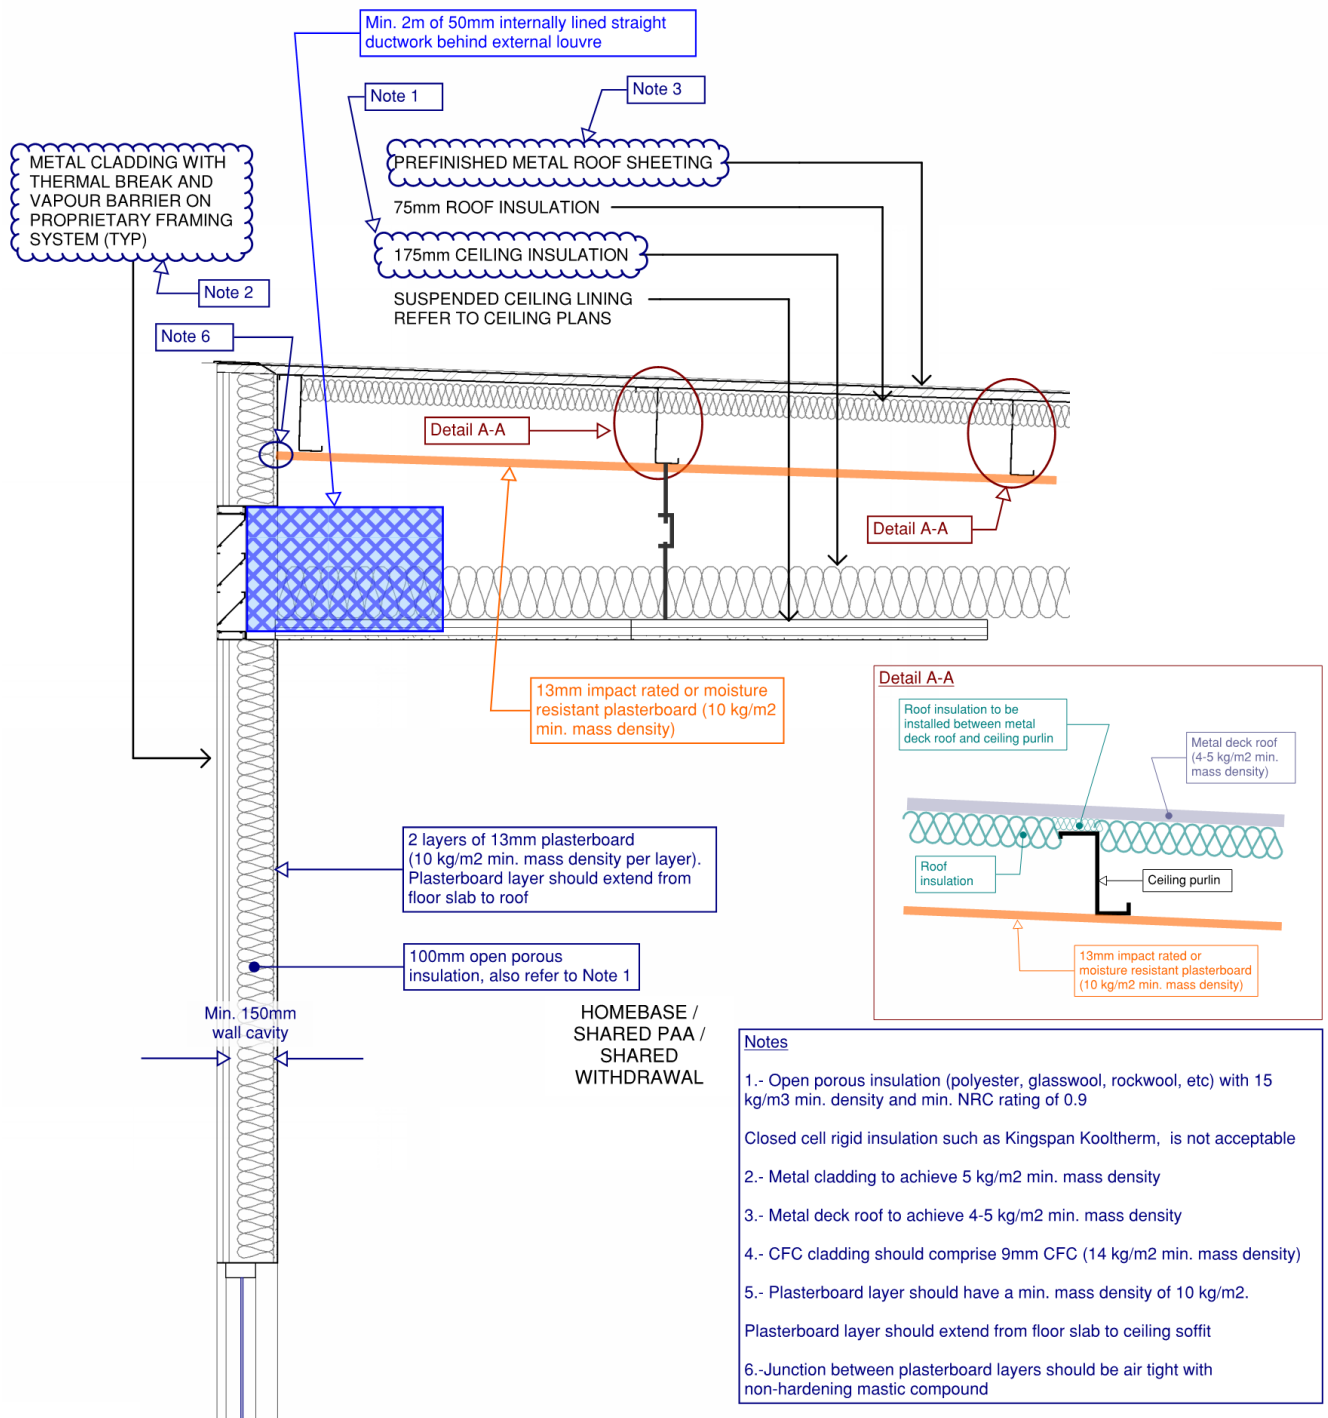 Min. 2m of 50mm internally lined straight
ductwork behind external louvre
Note 1
Note 3
METAL CLADDING WITH
THERMAL BREAK AND
VAPOUR BARRIER ON
PROPRIETARY FRAMING
SYSTEM (TYP)
PREFINISHED METAL ROOF SHEETING
75mm ROOF INSULATION
175mm CEILING INSULATION
SUSPENDED CEILING LINING
REFER TO CEILING PLANS
Note 2
Note 6
Detail A-A
Detail A-A
13mm impact rated or moisture
resistant plasterboard (10 kg/m2
min. mass density)
2 layers of 13mm plasterboard
(10 kg/m2 min. mass density per layer).
Plasterboard layer should extend from
floor slab to roof
100mm open porous
insulation, also refer to Note 1
Min. 150mm
wall cavity
HOMEBASE /
SHARED PAA /
SHARED
WITHDRAWAL
Detail A-A
Roof insulation to be
installed between metal
deck roof and ceiling purlin
Metal deck roof
(4-5 kg/m2 min.
mass density)
Roof
insulation
Ceiling purlin
13mm impact rated or
moisture resistant plasterboard
(10 kg/m2 min. mass density)
Notes
1.- Open porous insulation (polyester, glasswool, rockwool, etc) with 15
kg/m3 min. density and min. NRC rating of 0.9
Closed cell rigid insulation such as Kingspan Kooltherm, is not acceptable
2.- Metal cladding to achieve 5 kg/m2 min. mass density
3.- Metal deck roof to achieve 4-5 kg/m2 min. mass density
4.- CFC cladding should comprise 9mm CFC (14 kg/m2 min. mass density)
5.- Plasterboard layer should have a min. mass density of 10 kg/m2.
Plasterboard layer should extend from floor slab to ceiling soffit
6.-Junction between plasterboard layers should be air tight with
non-hardening mastic compound